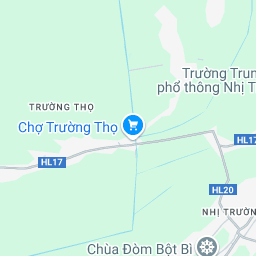 Trường Trun
phổ thông Nhị T
TRƯỜNG THỌ
Chợ Trường Thọ
HL17
HL17
HL20
NHỊ TRƯỜN
Chùa Đòm Bột Bì